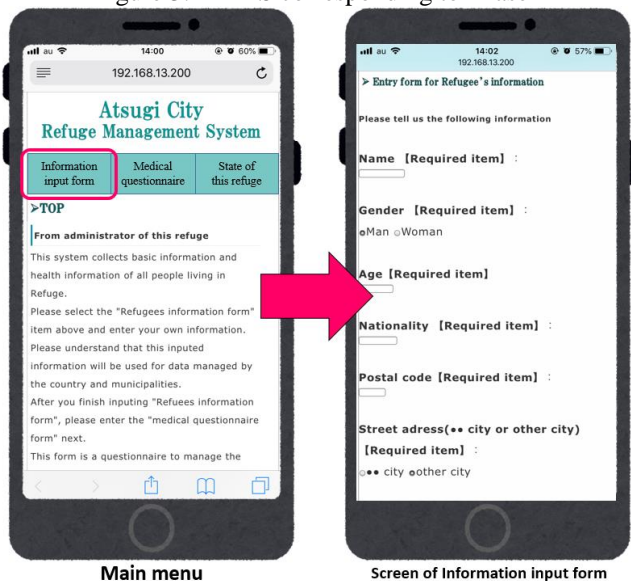 au 14:00 60%
192.168.13.200
Atsugi City
Refuge Management System
Information input form
Medical questionnaire
State of this refuge
➢TOP
From administrator of this refuge
This system collects basic information and
health information of all people living in
Refuge.
Please select the "Refugees information form"
item above and enter your own information.
Please understand that this inputed
information will be used for data managed by
the country and municipalities.
After you finish inputing "Refuees information
form", please enter the "medical questionnaire
form" next.
This form is a questionnaire to manage the
Main menu
au 14:02 57%
192.168.13.200
➢ Entry form for Refugee's information
Please tell us the following information
Name 【Required item】 :
Gender 【Required item】 :
Man Woman
Age【Required item】
Nationality 【Required item】 :
Postal code【Required item】 :
Street adress(•• city or other city)
【Required item】 :
•• city other city
Screen of Information input form